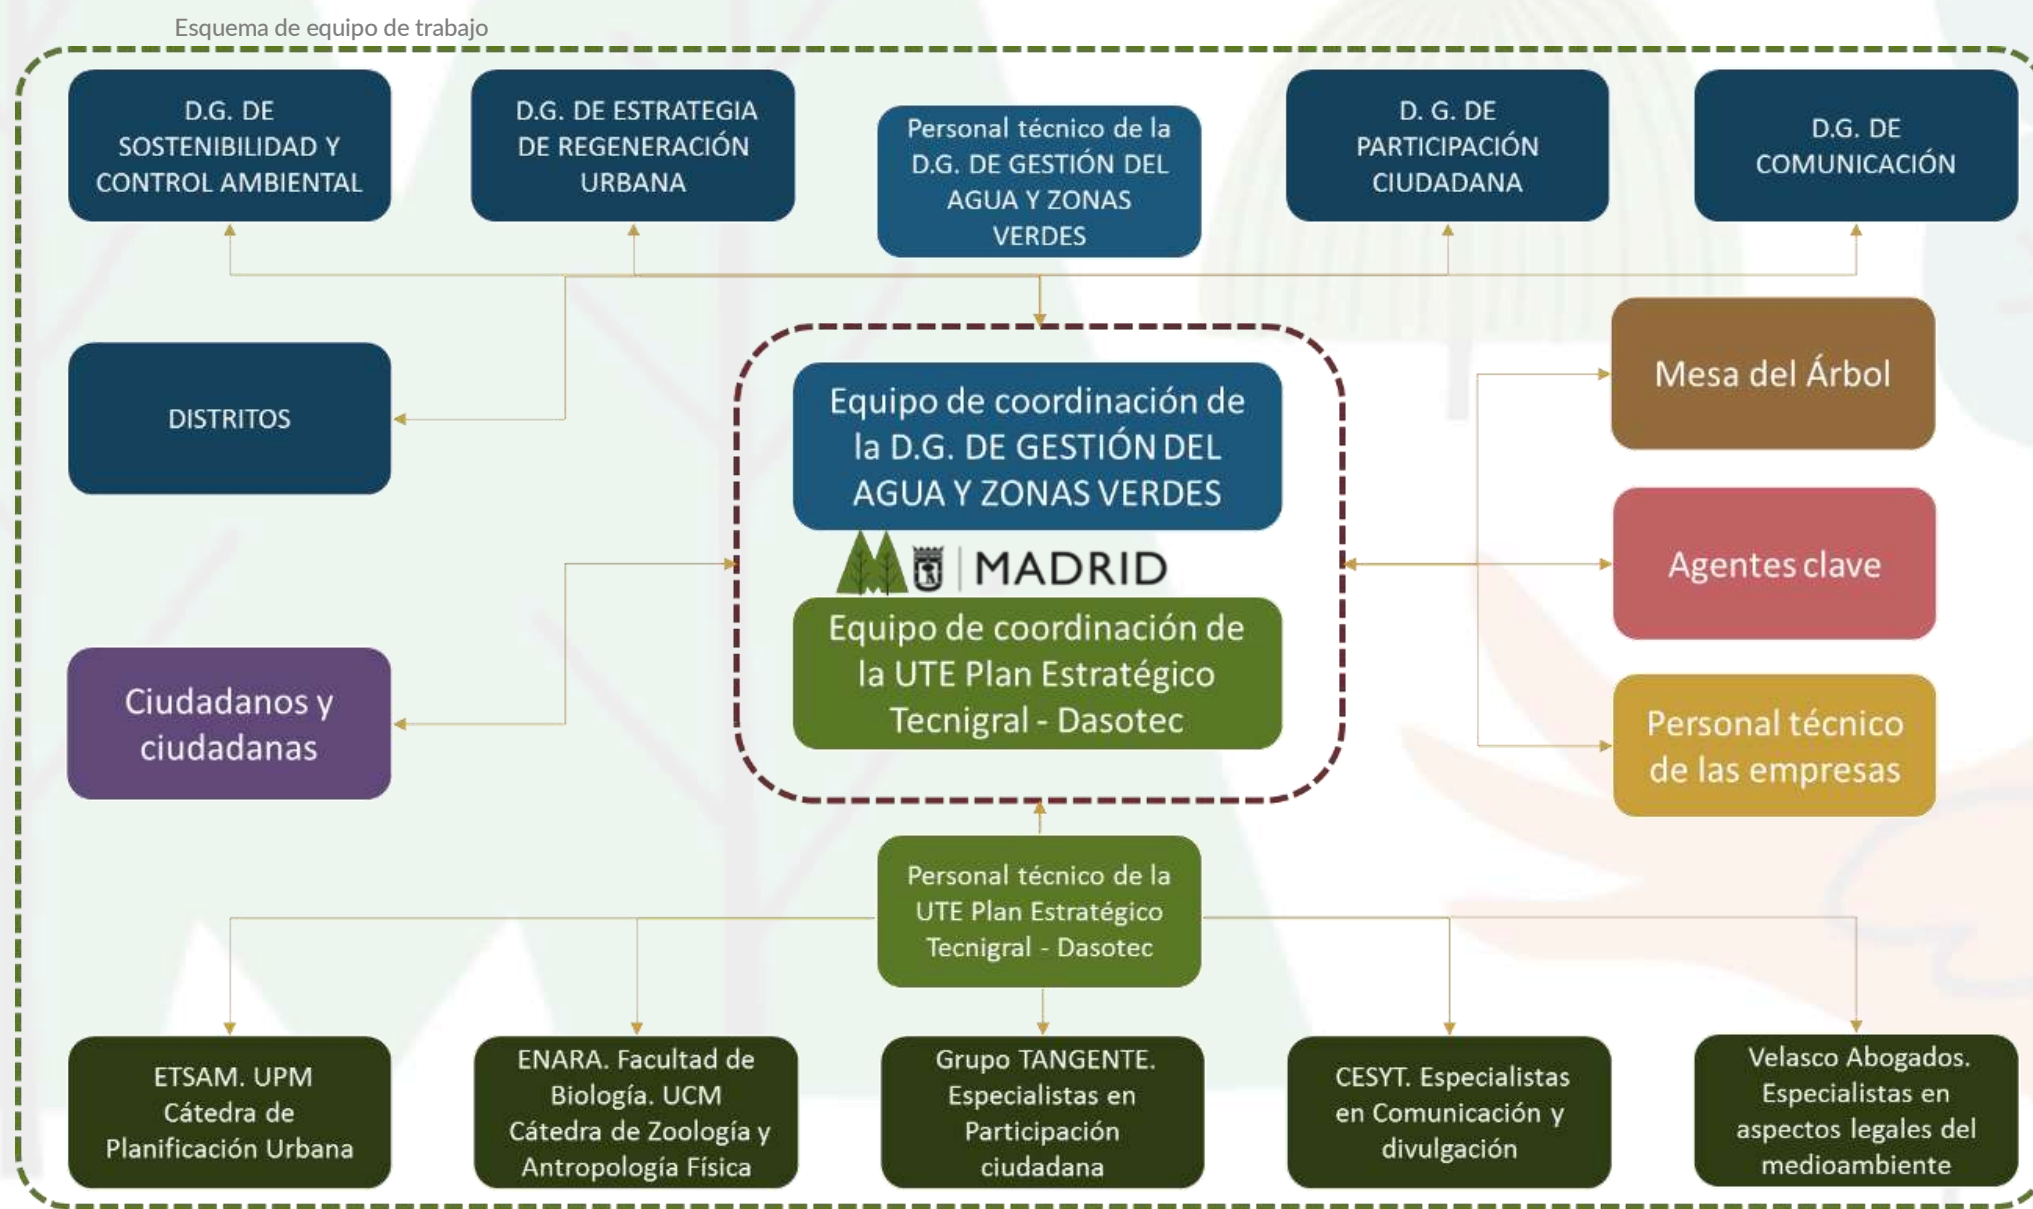 Esquema de equipo de trabajo
D.G. DE
SOSTENIBILIDAD Y
CONTROL AMBIENTAL
D.G. DE ESTRATEGIA
DE REGENERACIÓN
URBANA
Personal técnico de la
D.G. DE GESTIÓN DEL
AGUA Y ZONAS
VERDES
D. G. DE
PARTICIPACIÓN
CIUDADANA
D.G. DE
COMUNICACIÓN
DISTRITOS
Equipo de coordinación de
la D.G. DE GESTIÓN DEL
AGUA Y ZONAS VERDES
MADRID
Equipo de coordinación de
la UTE Plan Estratégico
Tecnigral - Dasotec
Mesa del Árbol
Agentes clave
Personal técnico
de las empresas
Ciudadanos y
ciudadanas
Personal técnico de la
UTE Plan Estratégico
Tecnigral - Dasotec
ETSAM. UPM
Cátedra de
Planificación Urbana
ENARA. Facultad de
Biología. UCM
Cátedra de Zoología y
Antropología Física
Grupo TANGENTE.
Especialistas en
Participación
ciudadana
CESYT. Especialistas
en Comunicación y
divulgación
Velasco Abogados.
Especialistas en
aspectos legales del
medioambiente